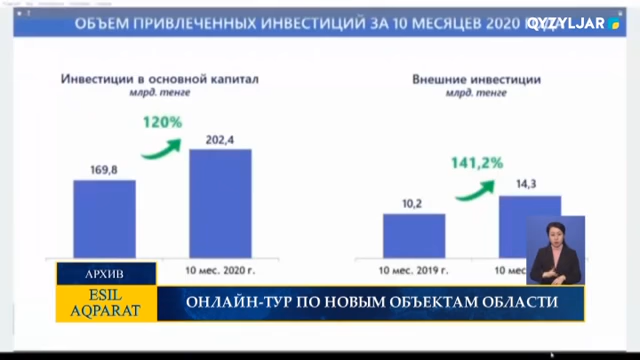 ОБЪЕМ ПРИВЛЕЧЕННЫХ ИНВЕСТИЦИЙ ЗА 10 МЕСЯЦЕВ 2020
QYZYLJAR
Инвестиции в основной капитал
млрд. тенге
120%
202,4
169,8
10 мес. 2020 г.
Внешние инвестиции
млрд. тенге
141,2%
14,3
10,2
10 мес. 2019 г.
10 мес.
АРХИВ
ESIL
AQPARAT
ОНЛАЙН-ТУР ПО НОВЫМ ОБЪЕКТАМ ОБЛАСТИ